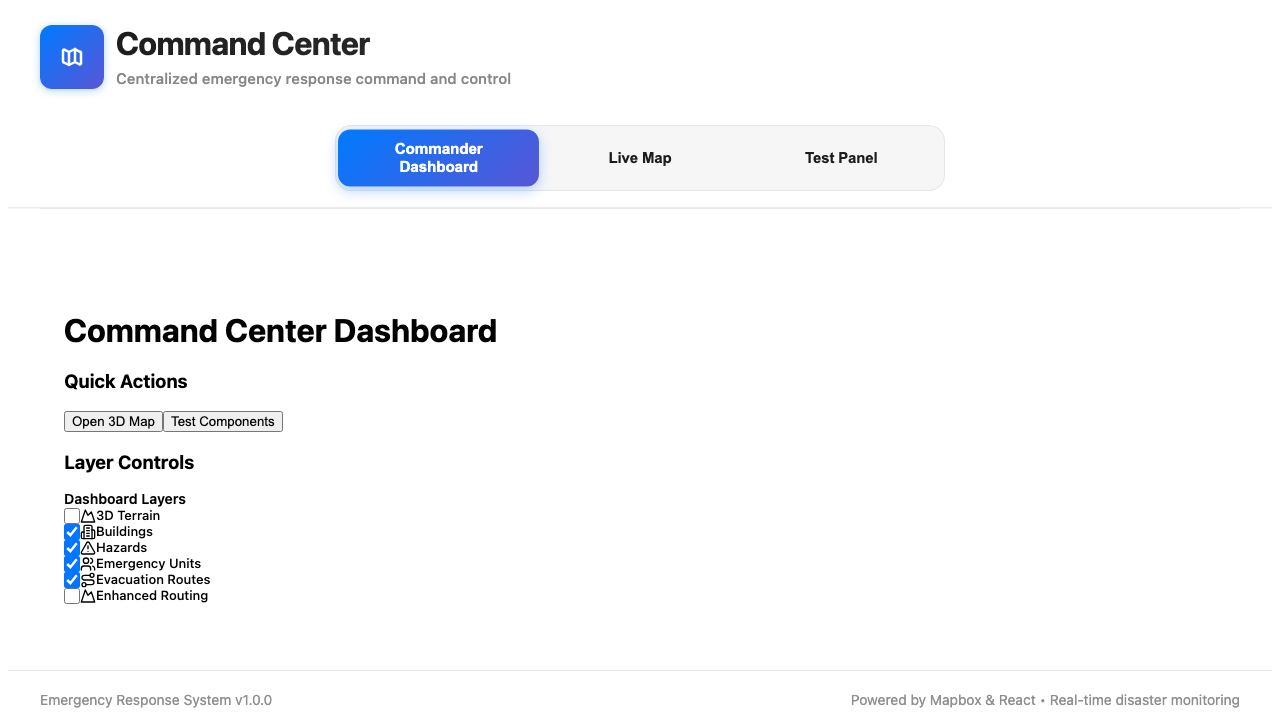 Command Center
Centralized emergency response command and control
Commander
Dashboard
Live Map
Test Panel
Command Center Dashboard
Quick Actions
Open 3D Map
Test Components
Layer Controls
Dashboard Layers
3D Terrain
Buildings
Hazards
Emergency Units
Evacuation Routes
Enhanced Routing
Emergency Response System v1.0.0
Powered by Mapbox & React • Real-time disaster monitoring